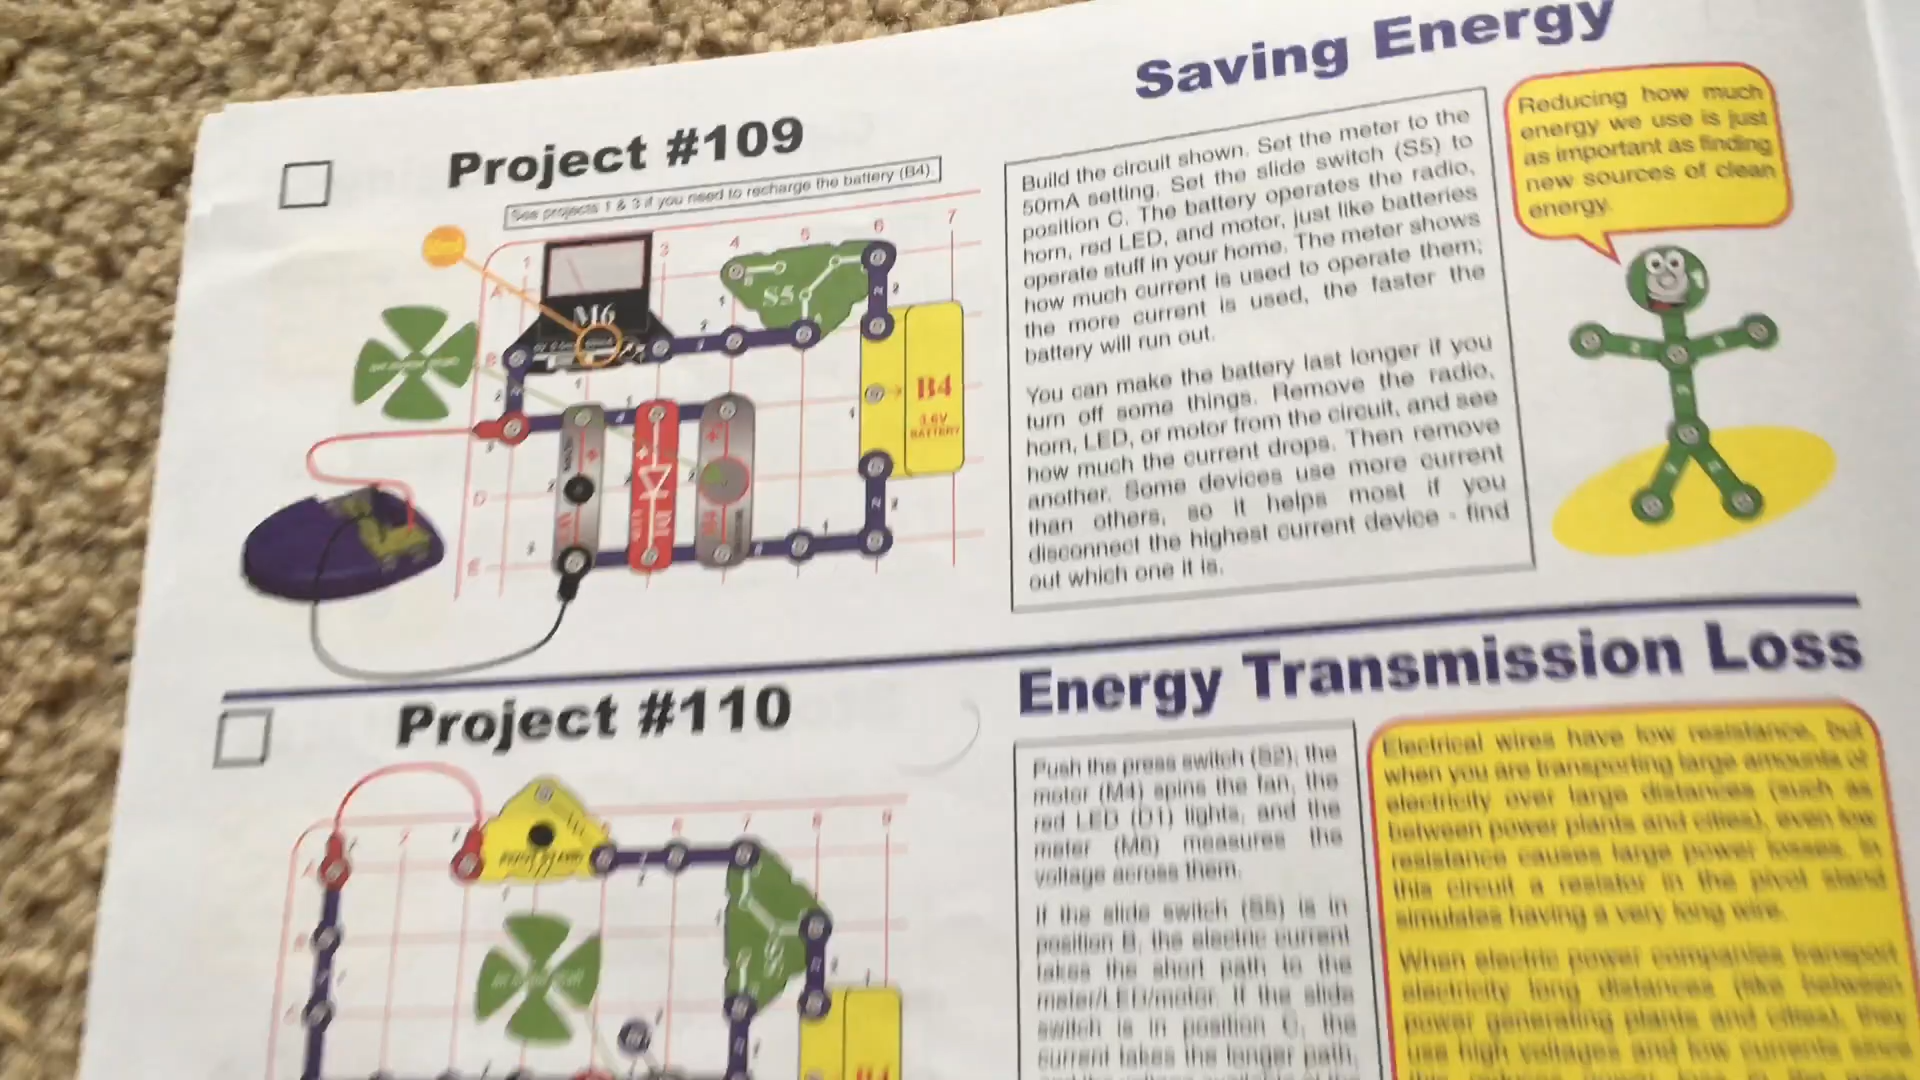 Saving Energy
Project #109
See projects 1 & 3 if you need to recharge the battery (B4).
Build the circuit shown. Set the meter to the
50mA setting. Set the slide switch (S5) to
position C. The battery operates the radio,
horn, red LED, and motor, just like batteries
operate stuff in your home. The meter shows
how much current is used to operate them;
the more current is used, the faster the
battery will run out.
You can make the battery last longer if you
turn off some things. Remove the radio,
horn, LED, or motor from the circuit, and see
how much the current drops. Then remove
another. Some devices use more current
than others, so it helps most if you
disconnect the highest current device - find
out which one it is.
Reducing how much
energy we use is just
as important as finding
new sources of clean
energy.
1 3 4 5 6 7
M6
S5
B4
3.6V
BATTERY
D1
D
E
Energy Transmission Loss
Project #110
Push the press switch (S2); the
motor (M4) spins the fan, the
red LED (D1) lights, and the
meter (M6) measures the
voltage across them.
If the slide switch (S5) is in
position B, the electric current
takes the short path to the
meter/LED/motor. If the slide
switch is in position C, the
current takes the longer path,
Electrical wires have low resistance, but
when you are transporting large amounts of
electricity over large distances (such as
between power plants and cities), even low
resistance causes large power losses. In
this circuit a resistor in the pivot stand
simulates having a very long wire.
When electric power companies transport
electricity long distances (like between
power generating plants and cities), they
use high voltages and low currents since
B4